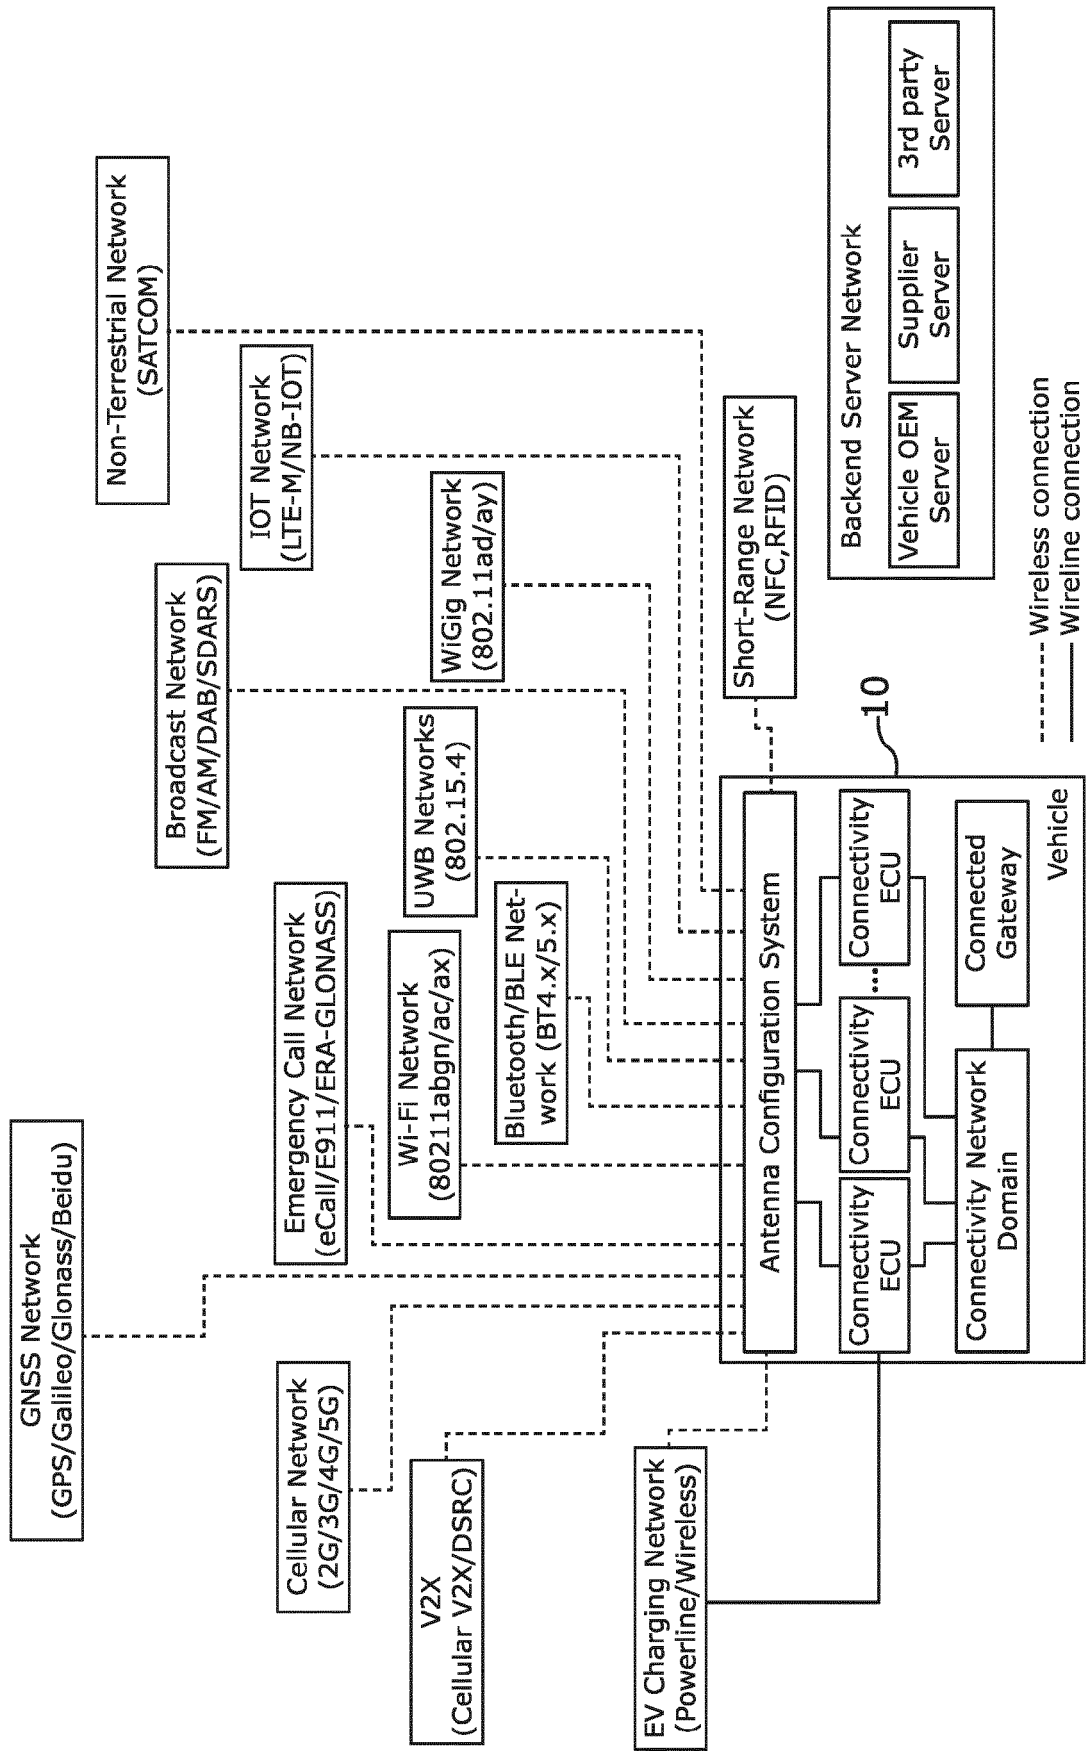 GNSS Network
(GPS/Galileo/Glonass/Beidu)
Non-Terrestrial Network
(SATCOM)
Broadcast Network
(FM/AM/DAB/SDARS)
IOT Network
(LTE-M/NB-IOT)
Cellular Network
(2G/3G/4G/5G)
Emergency Call Network
(eCall/E911/ERA-GLONASS)
V2X
(Cellular V2X/DSRC)
Wi-Fi Network
(80211abgn/ac/ax)
UWB Networks
(802.15.4)
WiGig Network
(802.11ad/ay)
Bluetooth/BLE Net-
work (BT4.x/5.x)
EV Charging Network
(Powerline/Wireless)
Short-Range Network
(NFC,RFID)
Antenna Configuration System
Connectivity
ECU
Connectivity
ECU
...
Connectivity
ECU
10
Connectivity Network
Domain
Connected
Gateway
Vehicle
Backend Server Network
Vehicle OEM
Server
Supplier
Server
3rd party
Server
Wireless connection
Wireline connection